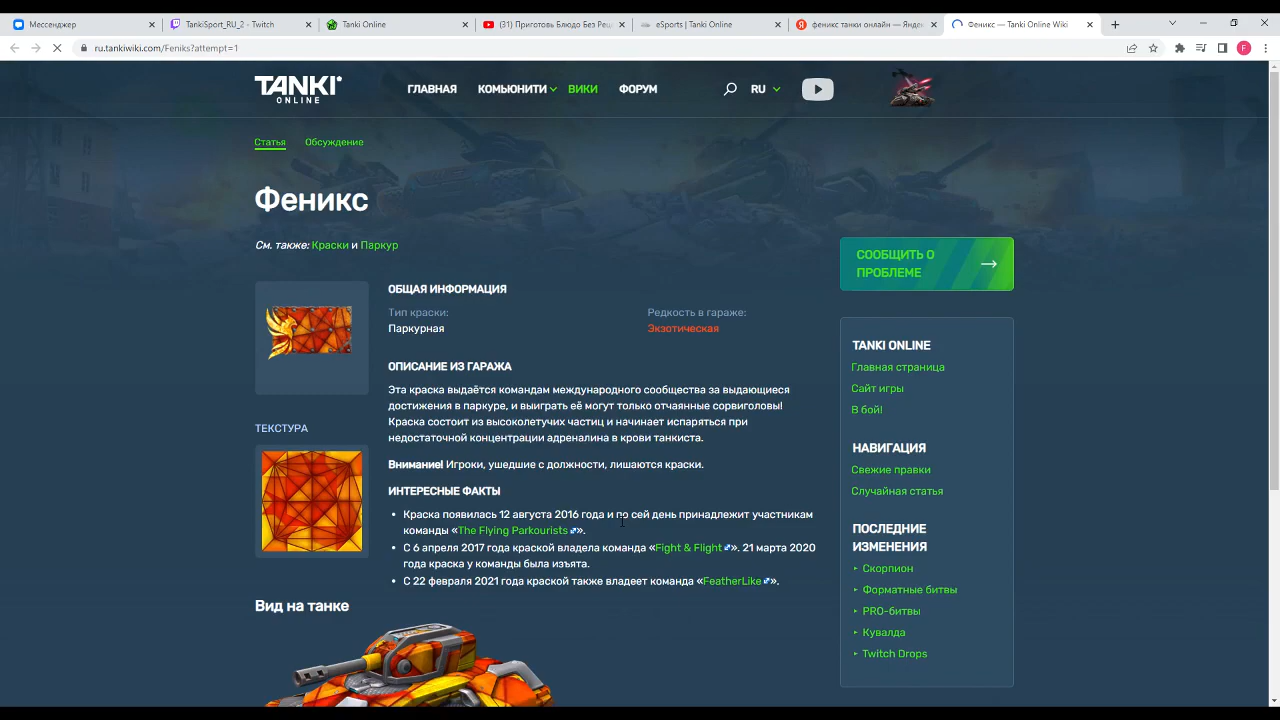 Мессенджер
TankiSport_RU_2 - Twitch
Tanki Online
(31) Приготовь Блюдо Без Рец
eSports | Tanki Online
феникс танки онлайн — Яндек
Феникс — Tanki Online Wiki
ru.tankiwiki.com/Feniks?attempt=1
F
TANKI
ONLINE
ГЛАВНАЯ
КОМЬЮНИТИ
ВИКИ
ФОРУМ
RU
Статья
Обсуждение
Феникс
См. также: Краски и Паркур
СООБЩИТЬ О
ПРОБЛЕМЕ
ОБЩАЯ ИНФОРМАЦИЯ
Тип краски:
Паркурная
Редкость в гараже:
Экзотическая
ОПИСАНИЕ ИЗ ГАРАЖА
Эта краска выдаётся командам международного сообщества за выдающиеся
достижения в паркуре, и выиграть её могут только отчаянные сорвиголовы!
Краска состоит из высоколетучих частиц и начинает испаряться при
недостаточной концентрации адреналина в крови танкиста.
ТЕКСТУРА
Внимание! Игроки, ушедшие с должности, лишаются краски.
ИНТЕРЕСНЫЕ ФАКТЫ
• Краска появилась 12 августа 2016 года и по сей день принадлежит участникам
команды «The Flying Parkourists».
• С 6 апреля 2017 года краской владела команда «Fight & Flight». 21 марта 2020
года краска у команды была изъята.
• С 22 февраля 2021 года краской также владеет команда «FeatherLike».
Вид на танке
TANKI ONLINE
Главная страница
Сайт игры
В бой!
НАВИГАЦИЯ
Свежие правки
Случайная статья
ПОСЛЕДНИЕ
ИЗМЕНЕНИЯ
Скорпион
Форматные битвы
PRO-битвы
Кувалда
Twitch Drops